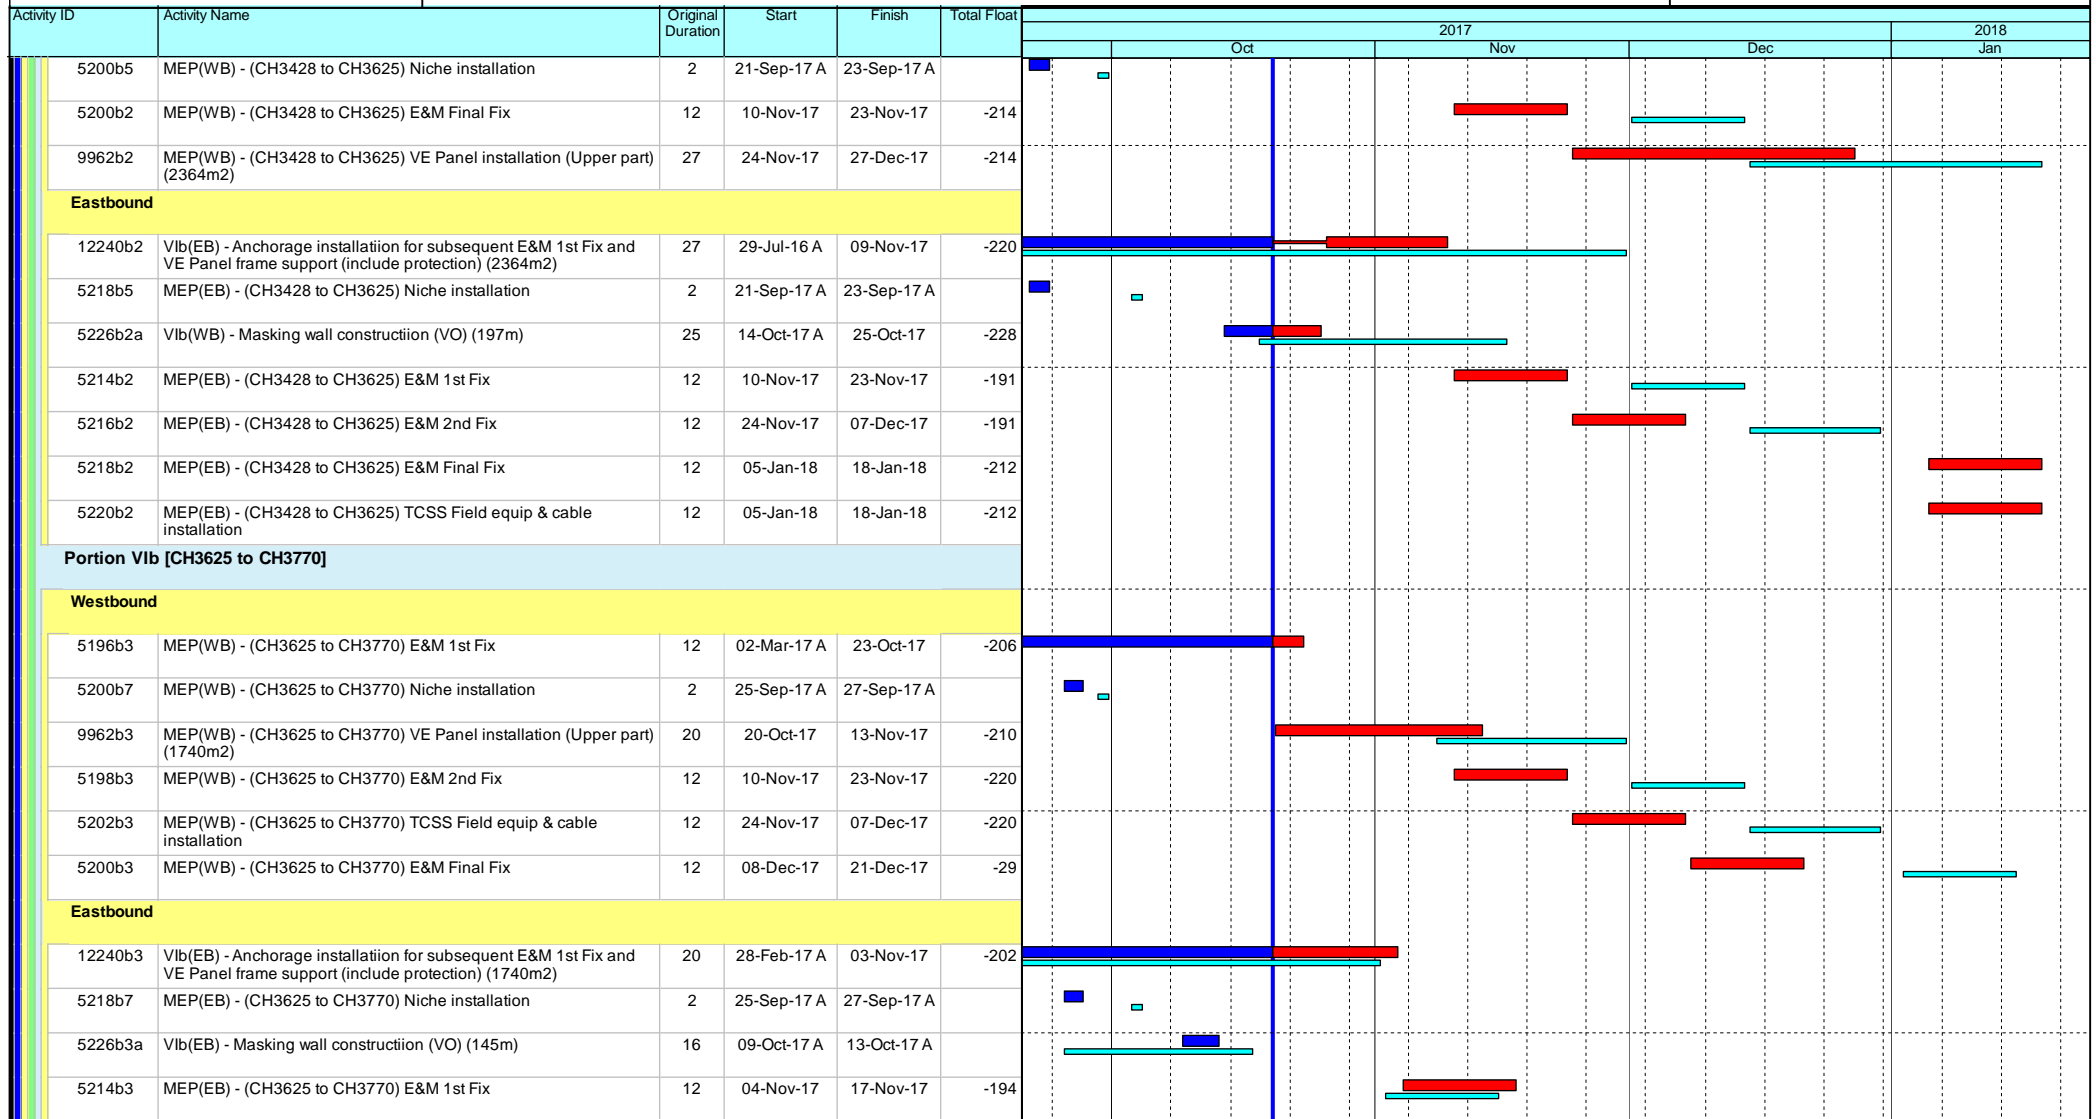 Activity ID Activity Name Original Duration Start Finish Total Float
2017 2018
Oct Nov Dec Jan
5200b5 MEP(WB) - (CH3428 to CH3625) Niche installation 2 21-Sep-17 A 23-Sep-17 A
5200b2 MEP(WB) - (CH3428 to CH3625) E&M Final Fix 12 10-Nov-17 23-Nov-17 -214
9962b2 MEP(WB) - (CH3428 to CH3625) VE Panel installation (Upper part) 27 24-Nov-17 27-Dec-17 -214
(2364m2)
Eastbound
12240b2 VIb(EB) - Anchorage installatiion for subsequent E&M 1st Fix and 27 29-Jul-16 A 09-Nov-17 -220
VE Panel frame support (include protection) (2364m2)
5218b5 MEP(EB) - (CH3428 to CH3625) Niche installation 2 21-Sep-17 A 23-Sep-17 A
5226b2a VIb(WB) - Masking wall constructiion (VO) (197m) 25 14-Oct-17 A 25-Oct-17 -228
5214b2 MEP(EB) - (CH3428 to CH3625) E&M 1st Fix 12 10-Nov-17 23-Nov-17 -191
5216b2 MEP(EB) - (CH3428 to CH3625) E&M 2nd Fix 12 24-Nov-17 07-Dec-17 -191
5218b2 MEP(EB) - (CH3428 to CH3625) E&M Final Fix 12 05-Jan-18 18-Jan-18 -212
5220b2 MEP(EB) - (CH3428 to CH3625) TCSS Field equip & cable 12 05-Jan-18 18-Jan-18 -212
installation
Portion VIb [CH3625 to CH3770]
Westbound
5196b3 MEP(WB) - (CH3625 to CH3770) E&M 1st Fix 12 02-Mar-17 A 23-Oct-17 -206
5200b7 MEP(WB) - (CH3625 to CH3770) Niche installation 2 25-Sep-17 A 27-Sep-17 A
9962b3 MEP(WB) - (CH3625 to CH3770) VE Panel installation (Upper part) 20 20-Oct-17 13-Nov-17 -210
(1740m2)
5198b3 MEP(WB) - (CH3625 to CH3770) E&M 2nd Fix 12 10-Nov-17 23-Nov-17 -220
5202b3 MEP(WB) - (CH3625 to CH3770) TCSS Field equip & cable 12 24-Nov-17 07-Dec-17 -220
installation
5200b3 MEP(WB) - (CH3625 to CH3770) E&M Final Fix 12 08-Dec-17 21-Dec-17 -29
Eastbound
12240b3 VIb(EB) - Anchorage installatiion for subsequent E&M 1st Fix and 20 28-Feb-17 A 03-Nov-17 -202
VE Panel frame support (include protection) (1740m2)
5218b7 MEP(EB) - (CH3625 to CH3770) Niche installation 2 25-Sep-17 A 27-Sep-17 A
5226b3a VIb(EB) - Masking wall constructiion (VO) (145m) 16 09-Oct-17 A 13-Oct-17 A
5214b3 MEP(EB) - (CH3625 to CH3770) E&M 1st Fix 12 04-Nov-17 17-Nov-17 -194